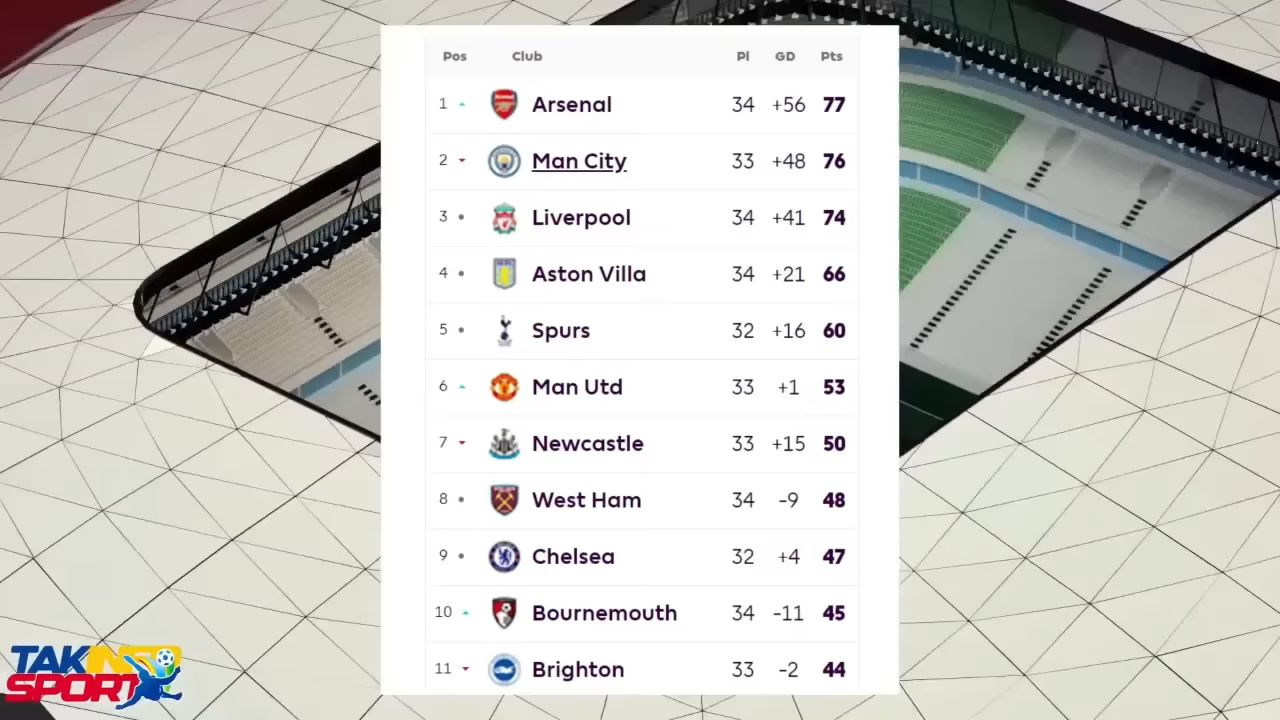 Pos Club Pl GD Pts
1 Arsenal 34 +56 77
2 Man City 33 +48 76
3 Liverpool 34 +41 74
4 Aston Villa 34 +21 66
5 Spurs 32 +16 60
6 Man Utd 33 +1 53
7 Newcastle 33 +15 50
8 West Ham 34 -9 48
9 Chelsea 32 +4 47
10 Bournemouth 34 -11 45
11 Brighton 33 -2 44
TAKINFO
SPORT